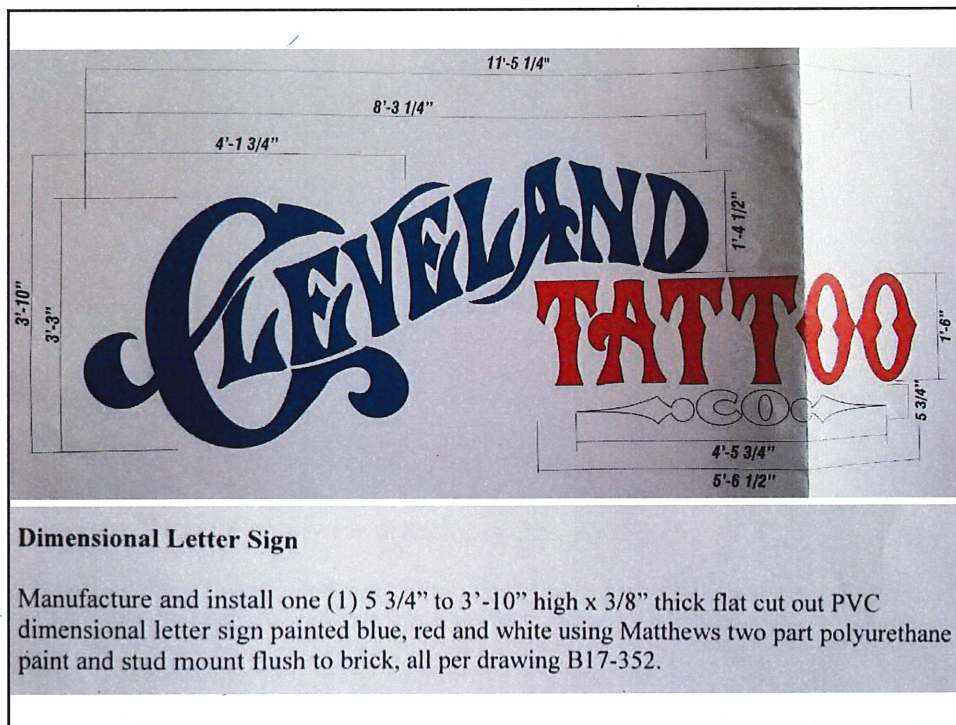 11'-5 1/4"
8'-3 1/4"
4'-1 3/4"
CLEVELAND
1'-4 1/2"
3'-10"
3'-3"
TATTOO
1'-6"
CO
5 3/4"
4'-5 3/4"
5'-6 1/2"
Dimensional Letter Sign
Manufacture and install one (1) 5 3/4" to 3'-10" high x 3/8" thick flat cut out PVC
dimensional letter sign painted blue, red and white using Matthews two part polyurethane
paint and stud mount flush to brick, all per drawing B17-352.